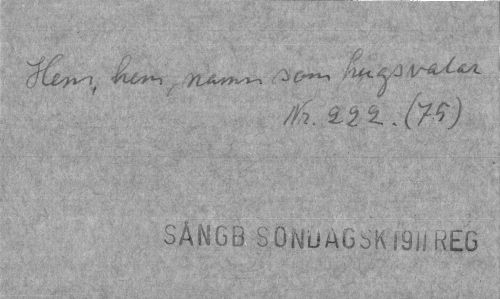 Hem, hem, namn som hugsvalar
Nr. 222. (75)
SÅNGB SÖNDAGSK 1911 REG